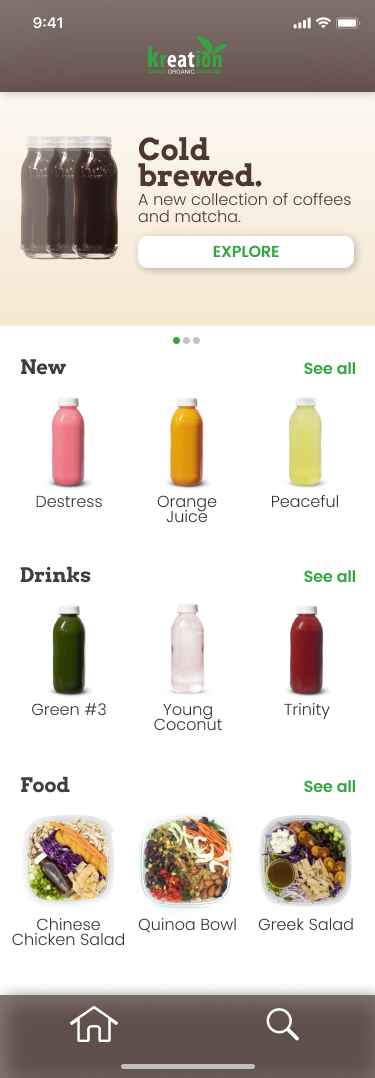 9:41
kreation
ORGANIC
Cold
brewed.
A new collection of coffees
and matcha.
EXPLORE
New
See all
Destress
Orange
Juice
Peaceful
Drinks
See all
Green #3
Young
Coconut
Trinity
Food
See all
Chinese
Chicken Salad
Quinoa Bowl
Greek Salad